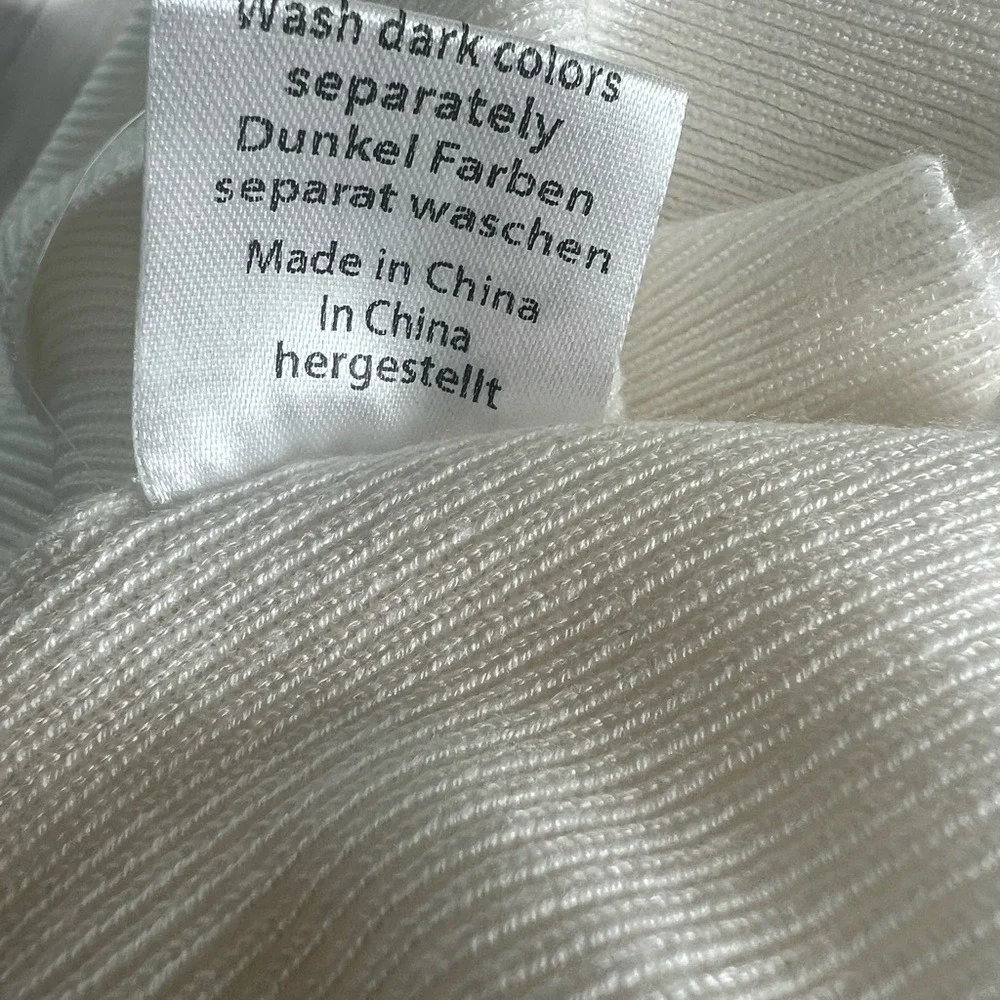 Wash dark colors
separately
Dunkel Farben
separat waschen
Made in China
In China
hergestellt